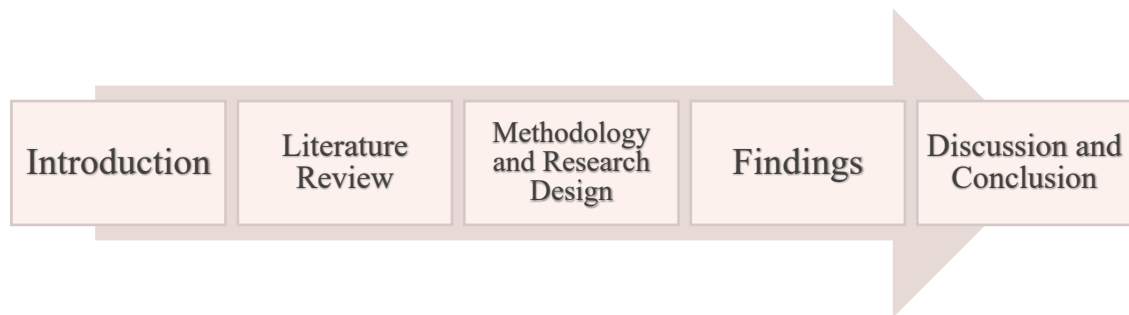 Introduction
Literature
Review
Methodology
and Research
Design
Findings
Discussion and
Conclusion